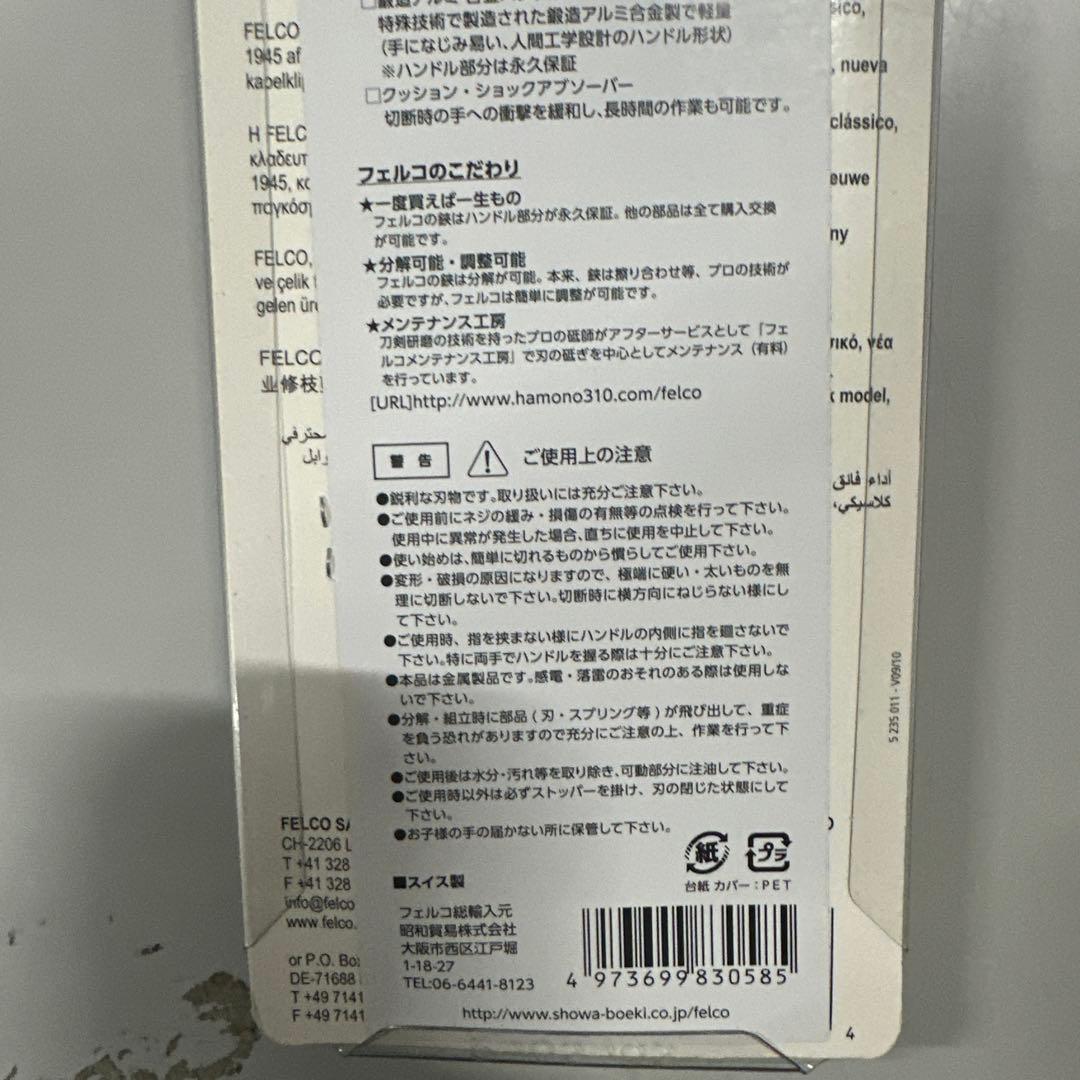 □鍛造アルミ合金
特殊技術で製造された鍛造アルミ合金製で軽量
(手になじみ易い、人間工学設計のハンドル形状)
※ハンドル部分は永久保証
□クッション・ショックアブソーバー
切断時の手への衝撃を緩和し、長時間の作業も可能です。
フェルコのこだわり
★一度買えば一生もの
フェルコの鋏はハンドル部分が永久保証。他の部品は全て購入交換
が可能です。
★分解可能・調整可能
フェルコの鋏は分解が可能。本来、鋏は擦り合わせ等、プロの技術が
必要ですが、フェルコは簡単に調整が可能です。
★メンテナンス工房
刀剣研磨の技術を持ったプロの砥師がアフターサービスとして「フェ
ルコメンテナンス工房」で刃の砥ぎを中心としてメンテナンス（有料）
を行っています。
[URL]http://www.hamono310.com/felco
警 告 ご使用上の注意
●鋭利な刃物です。取り扱いには充分ご注意下さい。
●ご使用前にネジの緩み・損傷の有無等の点検を行って下さい。
使用中に異常が発生した場合、直ちに使用を中止して下さい。
●使い始めは、簡単に切れるものから慣らしてご使用下さい。
●変形・破損の原因になりますので、極端に硬い・太いものを無
理に切断しないで下さい。切断時に横方向にねじらない様にし
て下さい。
●ご使用時、指を挟まない様にハンドルの内側に指を廻さないで
下さい。特に両手でハンドルを握る際は十分にご注意下さい。
●本品は金属製品です。感電・落雷のおそれのある際は使用しな
いで下さい。
●分解・組立時に部品(刃・スプリング等)が飛び出して、重症
を負う恐れがありますので充分にご注意の上、作業を行って下
さい。
●ご使用後は水分・汚れ等を取り除き、可動部分に注油して下さい。
●ご使用時以外は必ずストッパーを掛け、刃の閉じた状態にして
下さい。
●お子様の手の届かない所に保管して下さい。
紙 プラ
台紙 カバー：PET
■スイス製
フェルコ総輸入元
昭和貿易株式会社
大阪市西区江戸堀
1-18-27
TEL:06-6441-8123
4 973699 830585
http://www.showa-boeki.co.jp/felco
FELCO
1945 af
kabelkli
Η FELC
κλαδευτ
1945, κα
παγκόσμ
FELCO,
ve çelik
gelen ürü
FELCO
业修枝
محترفي
رابل
FELCO SA
CH-2206 L
T +41 328
F +41 328
info@felco
www.felco.
or P.O. Box
DE-71688
T +49 7141
F +49 7141
sico,
, nueva
clássico,
euwe
ny
τικό, νέα
k model,
أداء فائق
كلاسيكي،
5 235 011 - V09/10
4